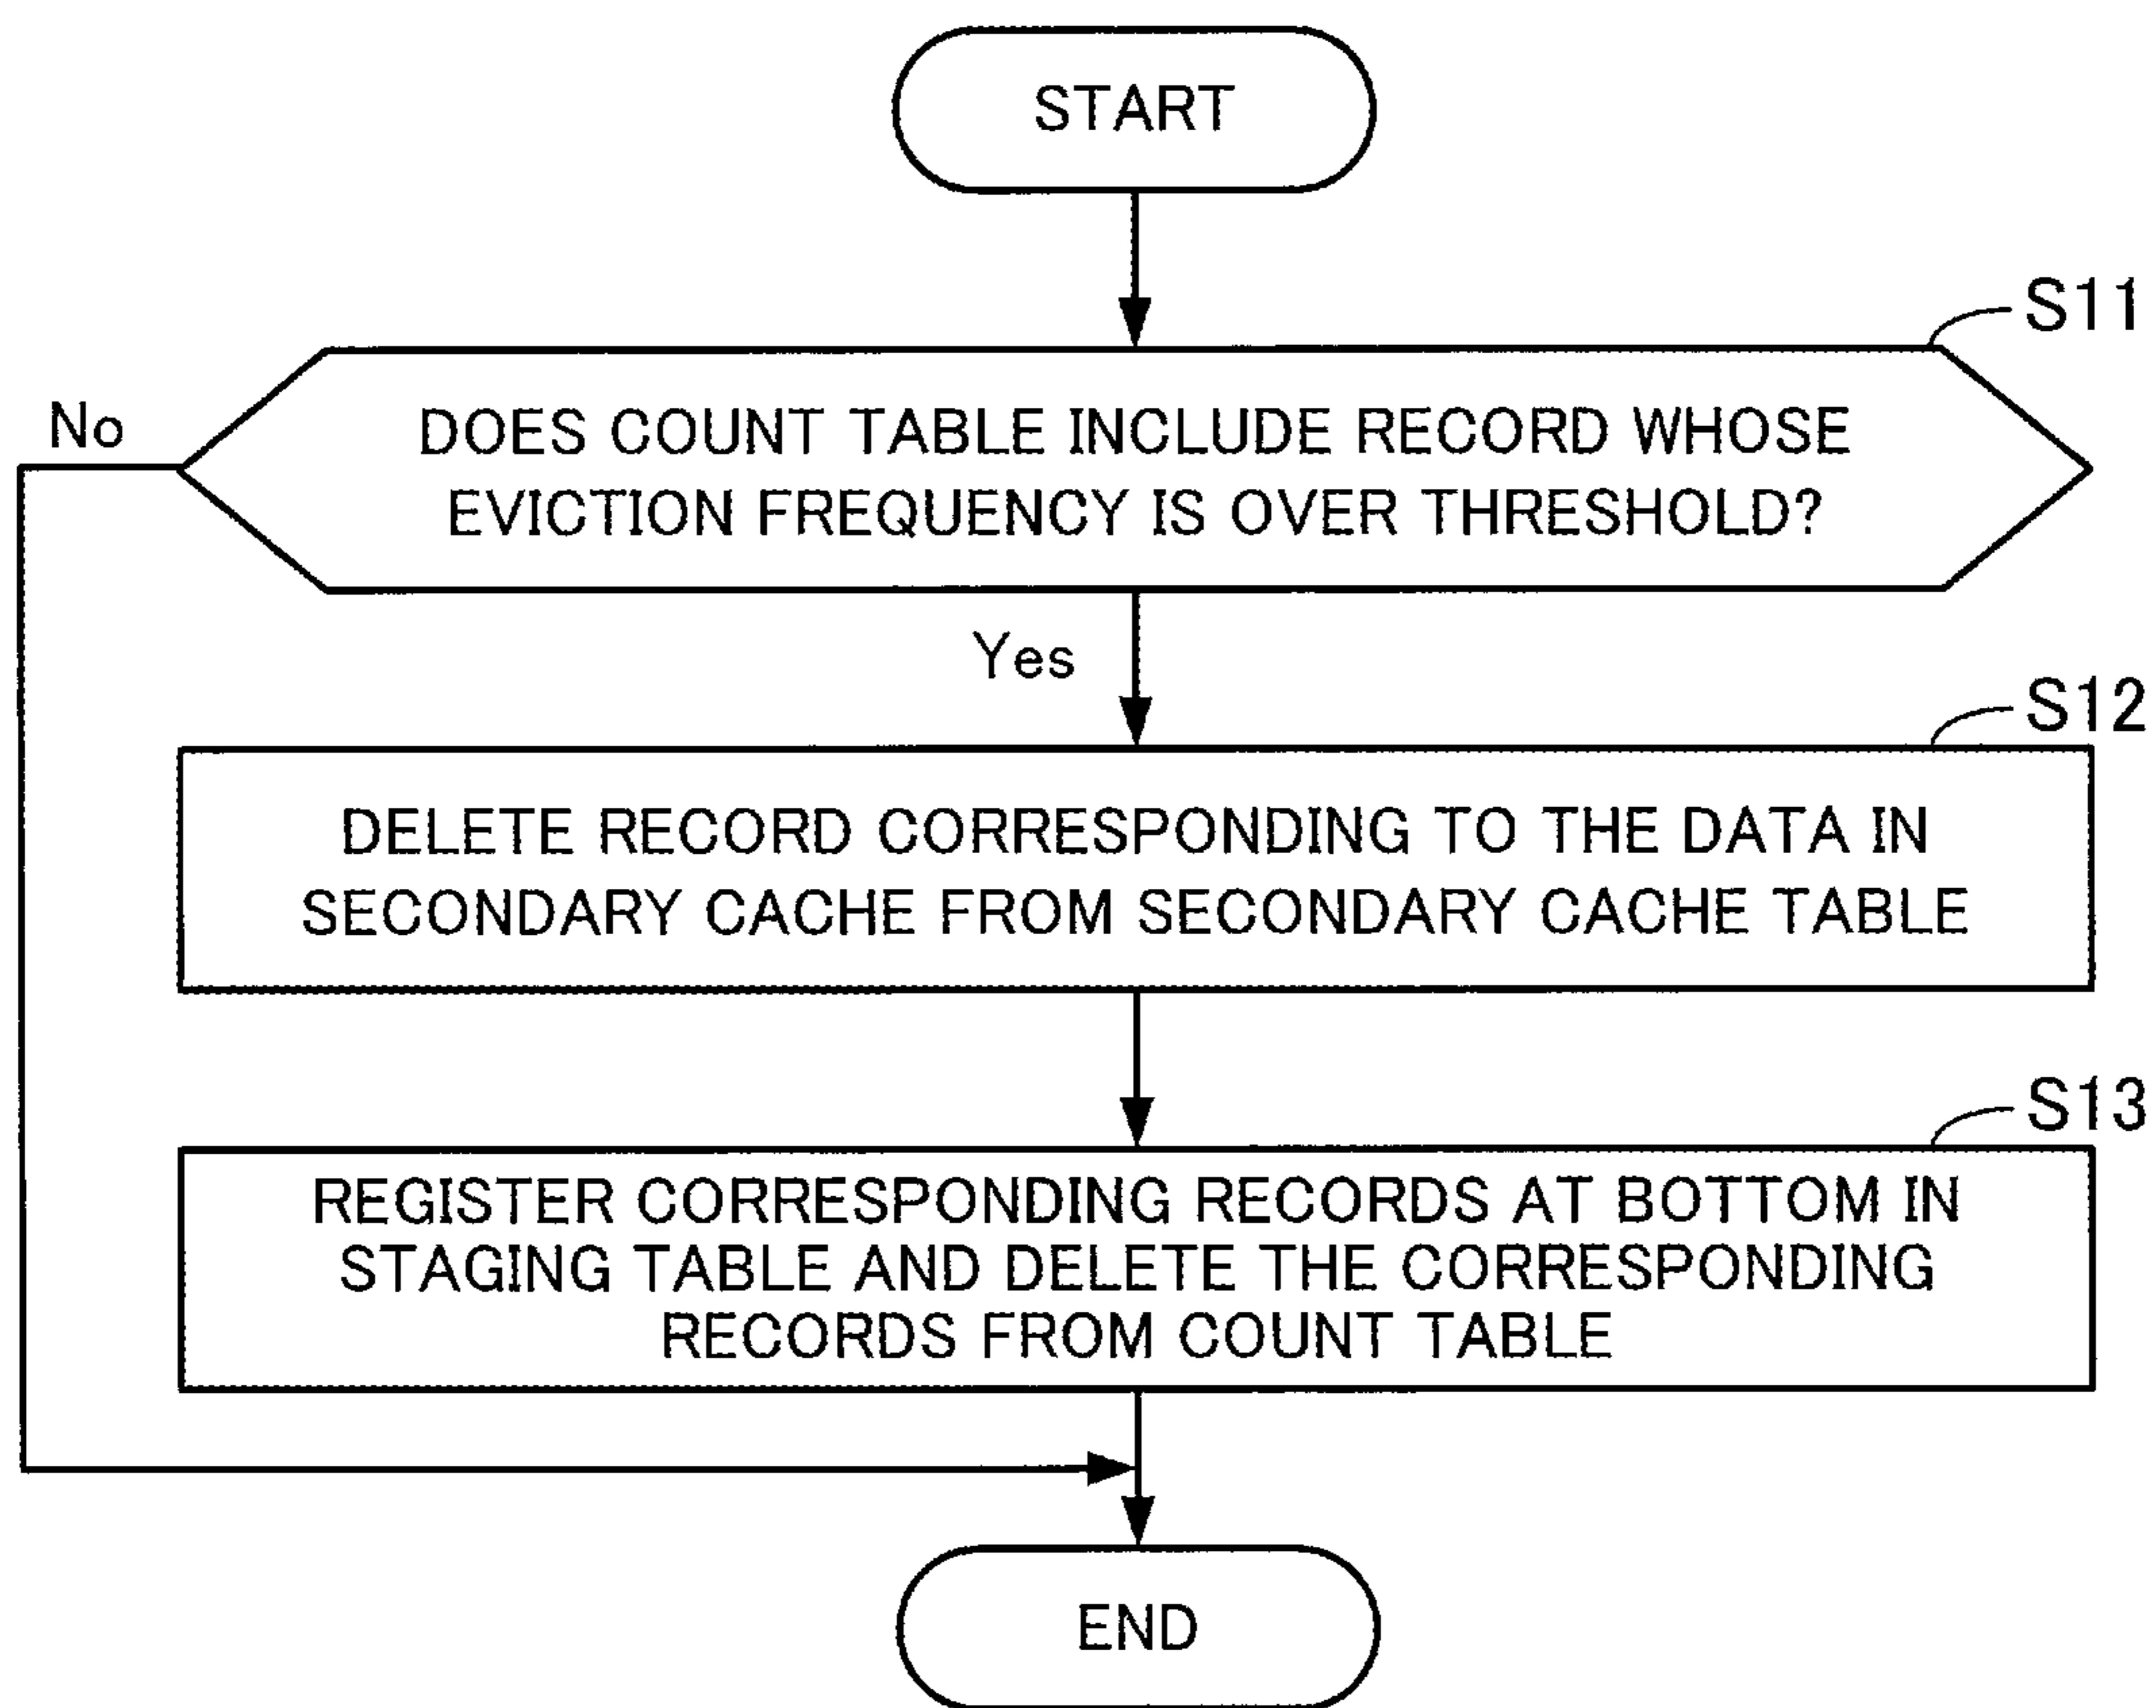 START
S11
No
DOES COUNT TABLE INCLUDE RECORD WHOSE
EVICTION FREQUENCY IS OVER THRESHOLD?
Yes
S12
DELETE RECORD CORRESPONDING TO THE DATA IN
SECONDARY CACHE FROM SECONDARY CACHE TABLE
S13
REGISTER CORRESPONDING RECORDS AT BOTTOM IN
STAGING TABLE AND DELETE THE CORRESPONDING
RECORDS FROM COUNT TABLE
END